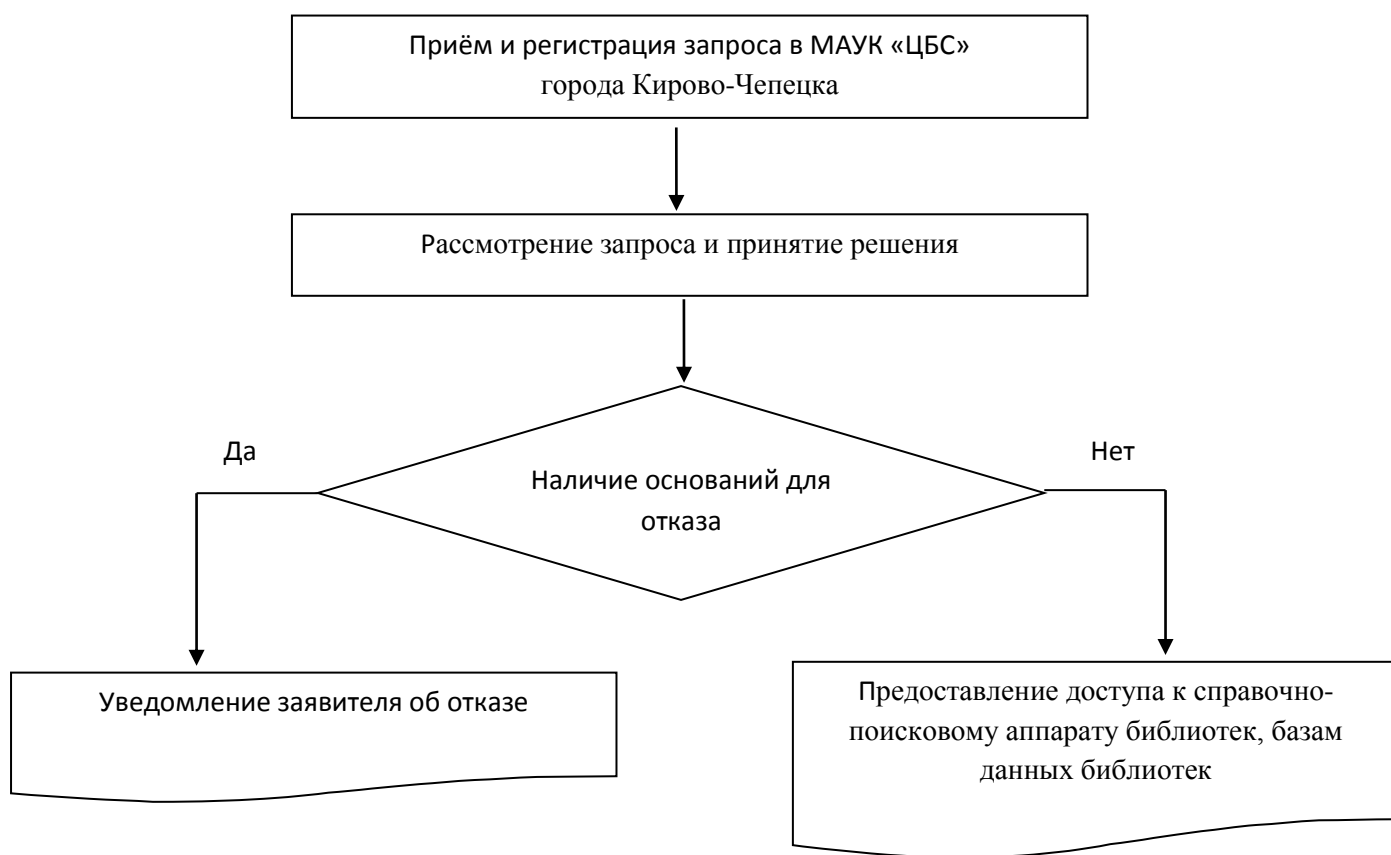 Приём и регистрация запроса в МАУК «ЦБС»
города Кирово-Чепецка
Рассмотрение запроса и принятие решения
Да
Нет
Наличие оснований для
отказа
Уведомление заявителя об отказе
Предоставление доступа к справочно-
поисковому аппарату библиотек, базам
данных библиотек